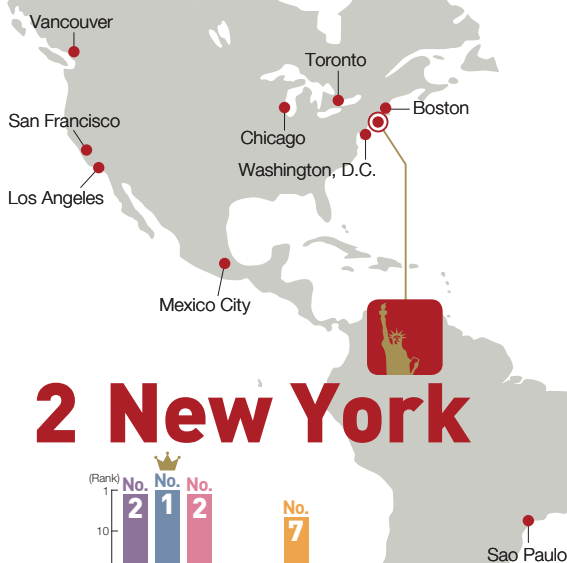 Vancouver
Toronto
Boston
San Francisco
Chicago
Washington, D.C.
Los Angeles
Mexico City
2 New York
(Rank)
1
10
No.
2
No.
1
No.
2
No.
7
Sao Paulo